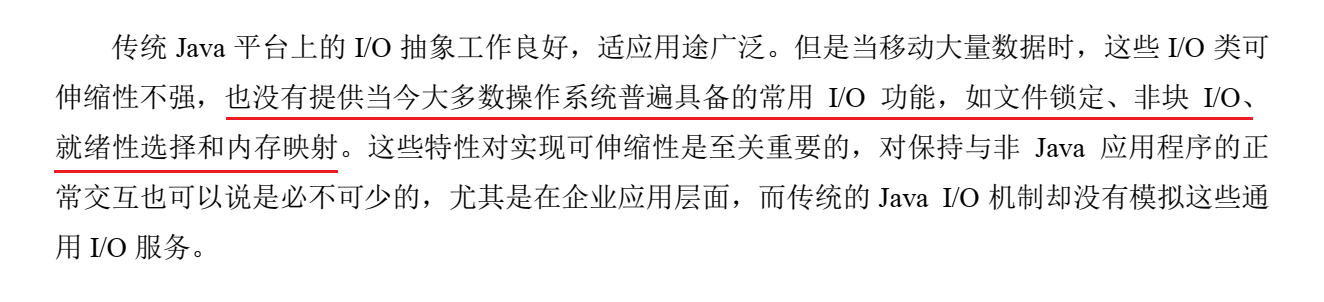 传统 Java 平台上的 I/O 抽象工作良好，适应用途广泛。但是当移动大量数据时，这些 I/O 类可
伸缩性不强，也没有提供当今大多数操作系统普遍具备的常用 I/O 功能，如文件锁定、非块 I/O、
就绪性选择和内存映射。这些特性对实现可伸缩性是至关重要的，对保持与非 Java 应用程序的正
常交互也可以说是必不可少的，尤其是在企业应用层面，而传统的 Java I/O 机制却没有模拟这些通
用 I/O 服务。